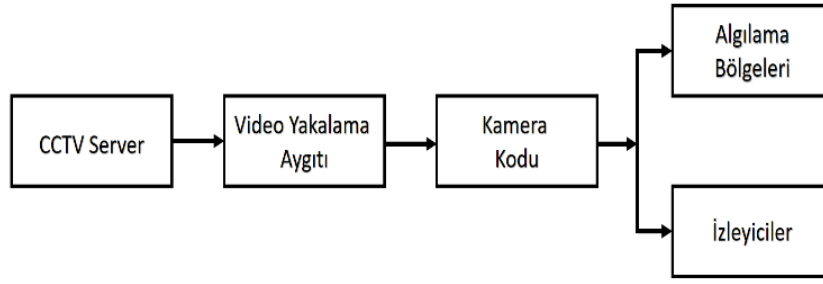 CCTV Server
Video Yakalama
Aygıtı
Kamera
Kodu
Algılama
Bölgeleri
İzleyiciler